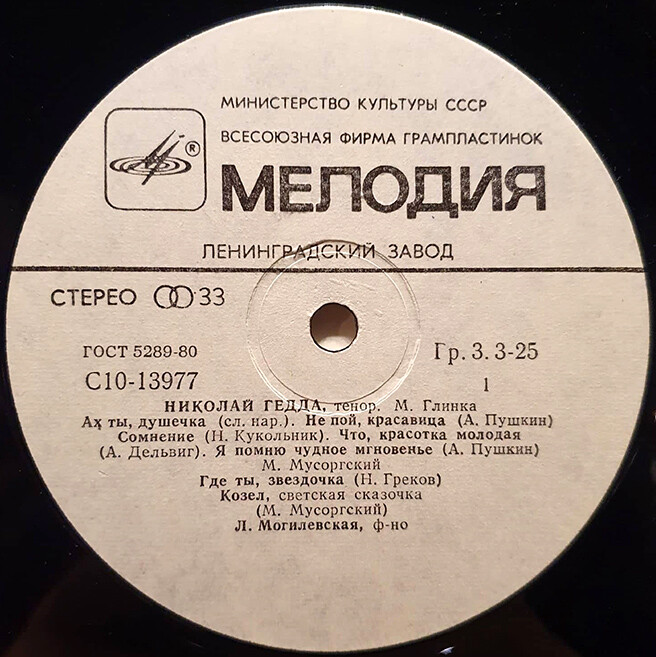 МИНИСТЕРСТВО КУЛЬТУРЫ СССР
ВСЕСОЮЗНАЯ ФИРМА ГРАМПЛАСТИНОК
®
МЕЛОДИЯ
ЛЕНИНГРАДСКИЙ ЗАВОД
СТЕРЕО 33
ГОСТ 5289-80
Гр. 3. 3-25
С10-13977
1
НИКОЛАЙ ГЕДДА, тенор. М. Глинка
Ах ты, душечка (сл. нар.). Не пой, красавица (А. Пушкин)
Сомнение (Н. Кукольник). Что, красотка молодая
(А. Дельвиг). Я помню чудное мгновенье (А. Пушкин)
М. Мусоргский
Где ты, звездочка (Н. Греков)
Козел, светская сказочка
(М. Мусоргский)
Л. Могилевская, ф-но